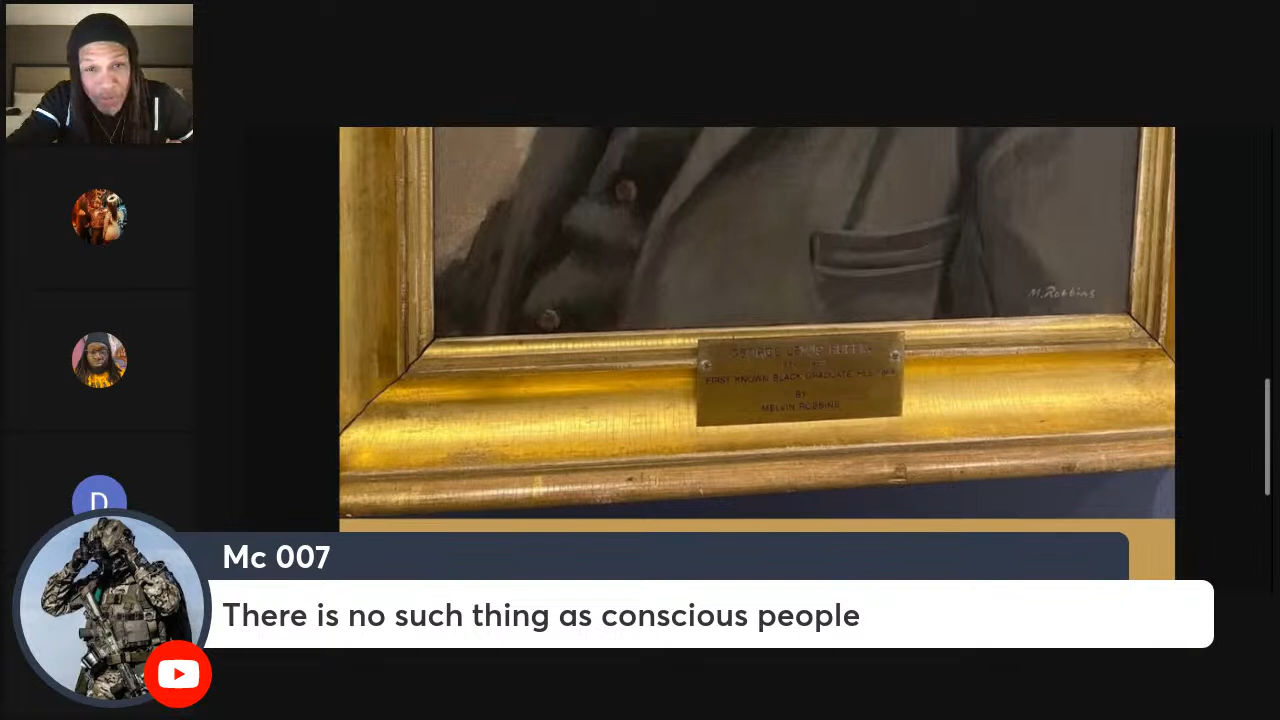 M. Robbins
FIRST KNOWN BLACK GRADUATE
BY
MELVIN ROBBINS
D
Mc 007
There is no such thing as conscious people